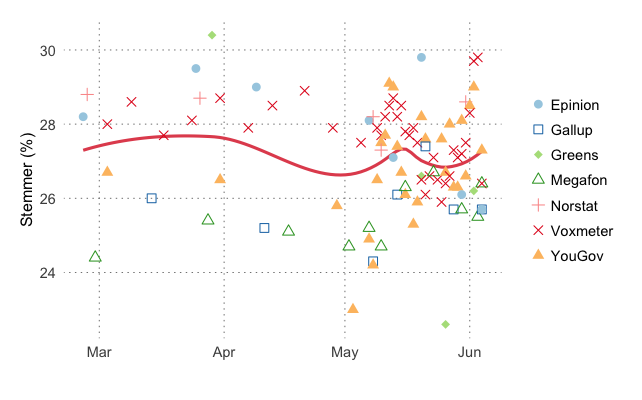 Stemmer (%)
30
28
26
24
Mar Apr May Jun
Epinion
Gallup
Greens
Megafon
Norstat
Voxmeter
YouGov